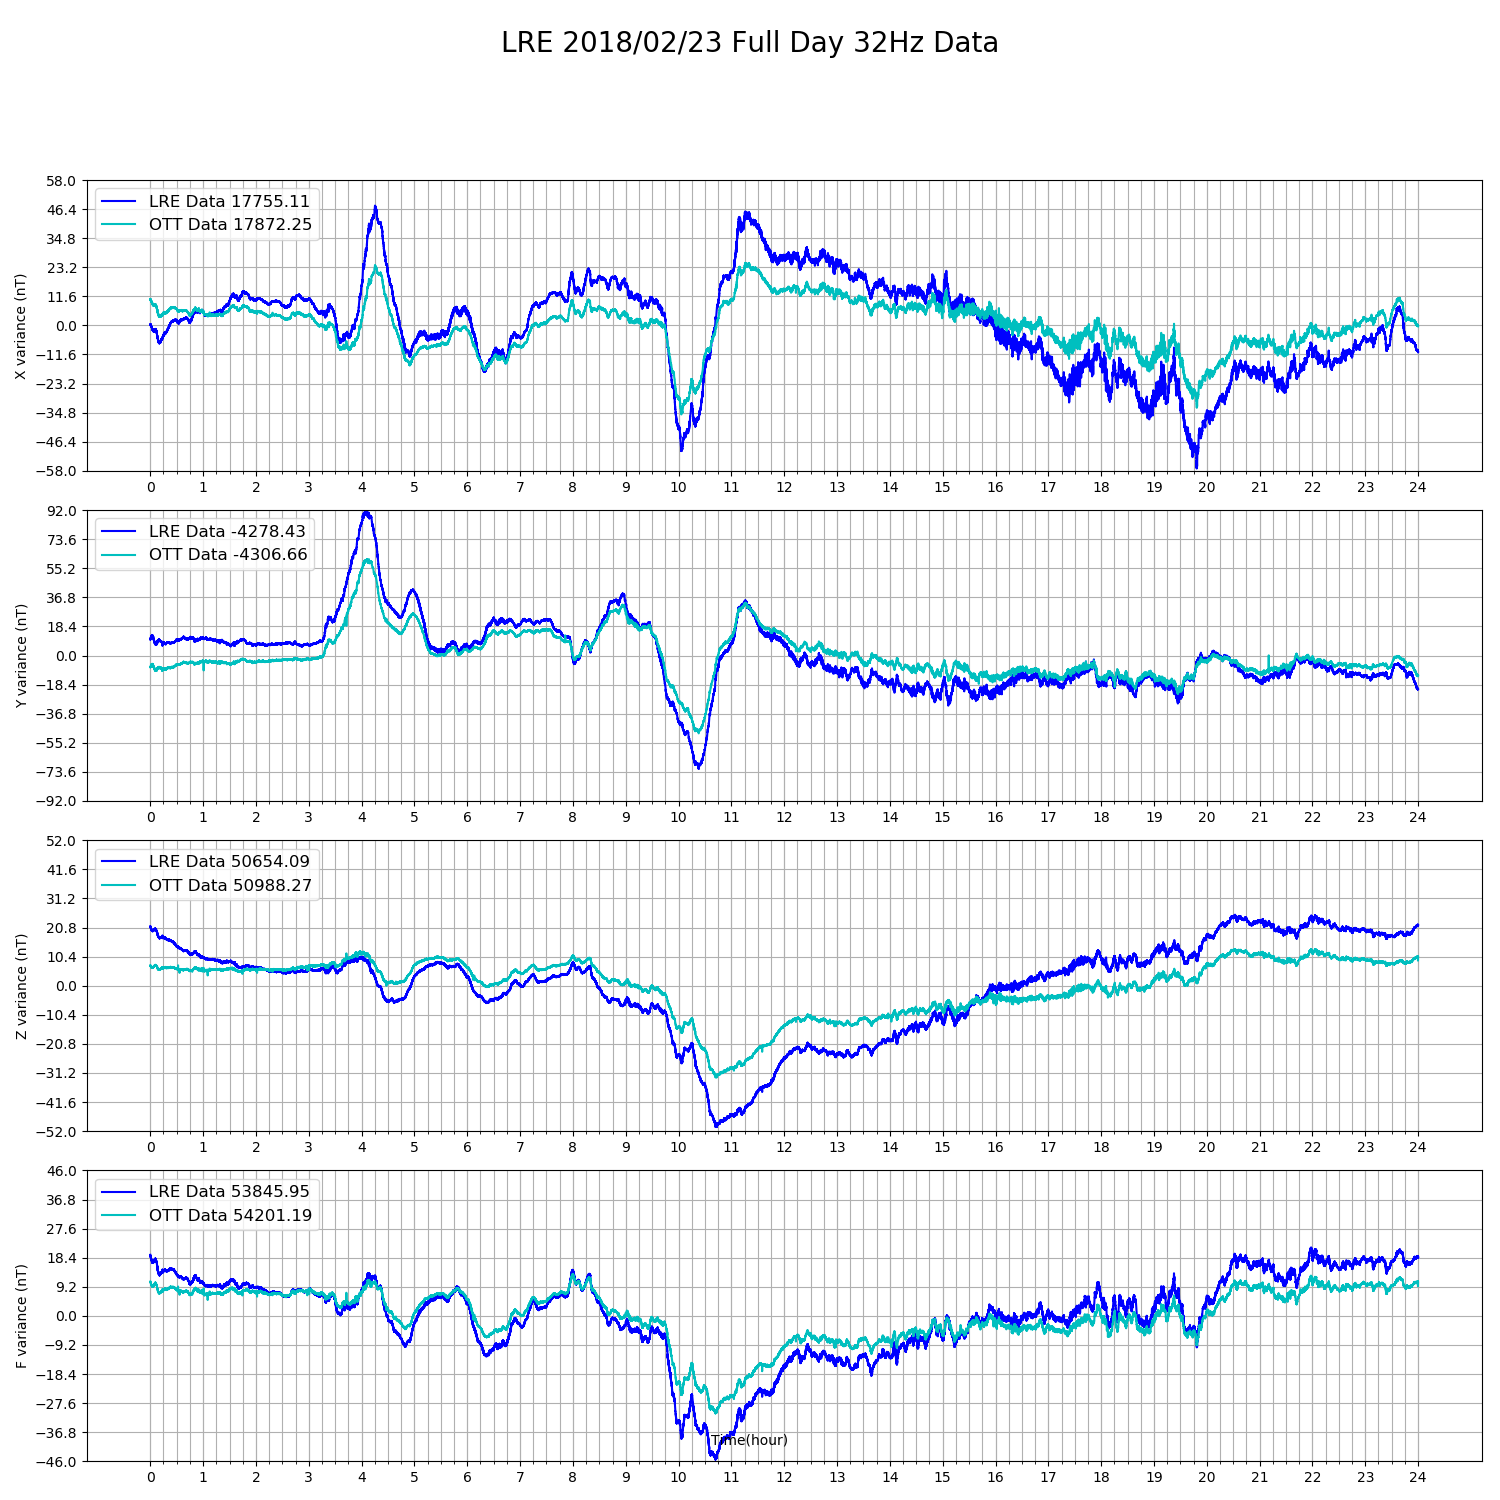 LRE 2018/02/23 Full Day 32Hz Data
58.0
46.4
34.8
23.2
11.6
0.0
−11.6
−23.2
−34.8
−46.4
−58.0
X variance (nT)
LRE Data 17755.11
OTT Data 17872.25
0 1 2 3 4 5 6 7 8 9 10 11 12 13 14 15 16 17 18 19 20 21 22 23 24
92.0
73.6
55.2
36.8
18.4
0.0
−18.4
−36.8
−55.2
−73.6
−92.0
Y variance (nT)
LRE Data -4278.43
OTT Data -4306.66
0 1 2 3 4 5 6 7 8 9 10 11 12 13 14 15 16 17 18 19 20 21 22 23 24
52.0
41.6
31.2
20.8
10.4
0.0
−10.4
−20.8
−31.2
−41.6
−52.0
Z variance (nT)
LRE Data 50654.09
OTT Data 50988.27
0 1 2 3 4 5 6 7 8 9 10 11 12 13 14 15 16 17 18 19 20 21 22 23 24
46.0
36.8
27.6
18.4
9.2
0.0
−9.2
−18.4
−27.6
−36.8
−46.0
F variance (nT)
LRE Data 53845.95
OTT Data 54201.19
Time(hour)
0 1 2 3 4 5 6 7 8 9 10 11 12 13 14 15 16 17 18 19 20 21 22 23 24